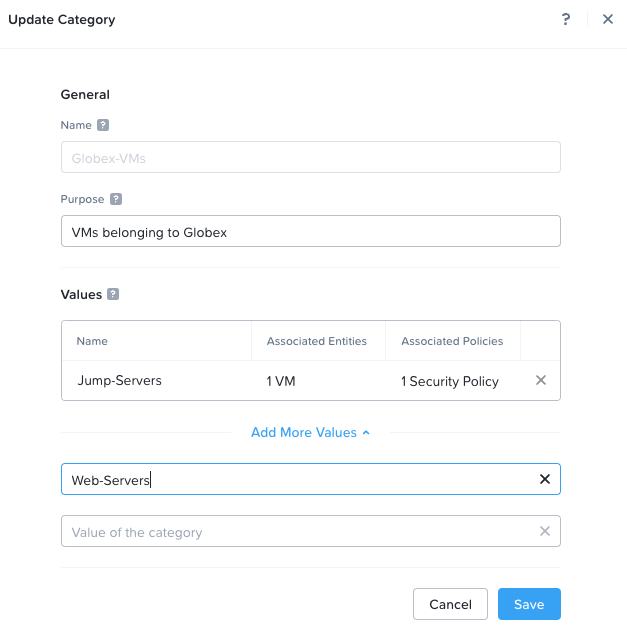 Update Category
?
General
Name ?
Globex-VMs
Purpose ?
VMs belonging to Globex
Values ?
Name Associated Entities Associated Policies
Jump-Servers 1 VM 1 Security Policy
Add More Values
Web-Servers
Value of the category
Cancel Save